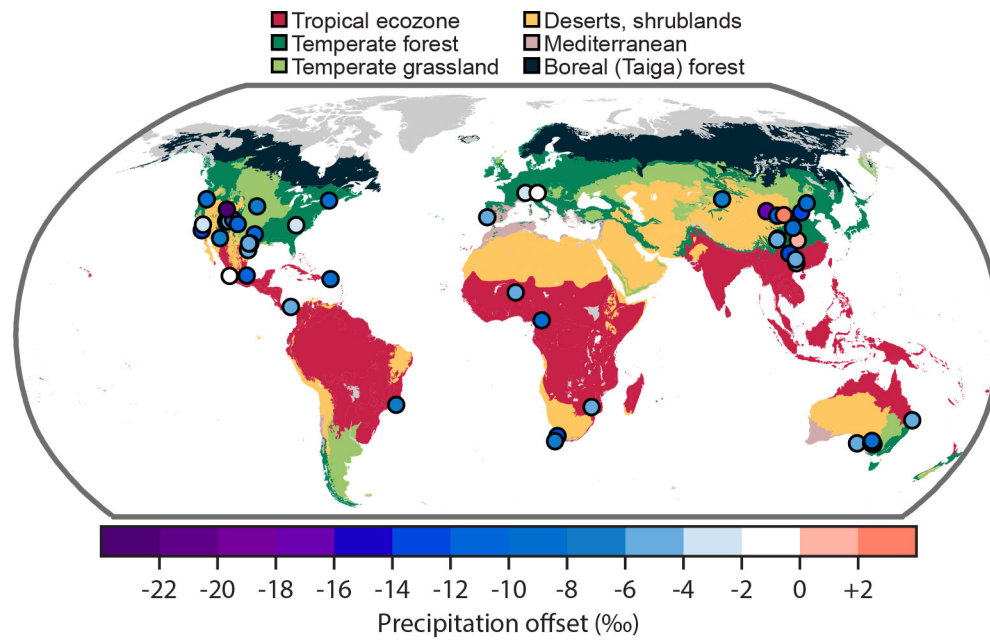 Tropical ecozone
Deserts, shrublands
Temperate forest
Mediterranean
Temperate grassland
Boreal (Taiga) forest
-22 -20 -18 -16 -14 -12 -10 -8 -6 -4 -2 0 +2
Precipitation offset (‰)